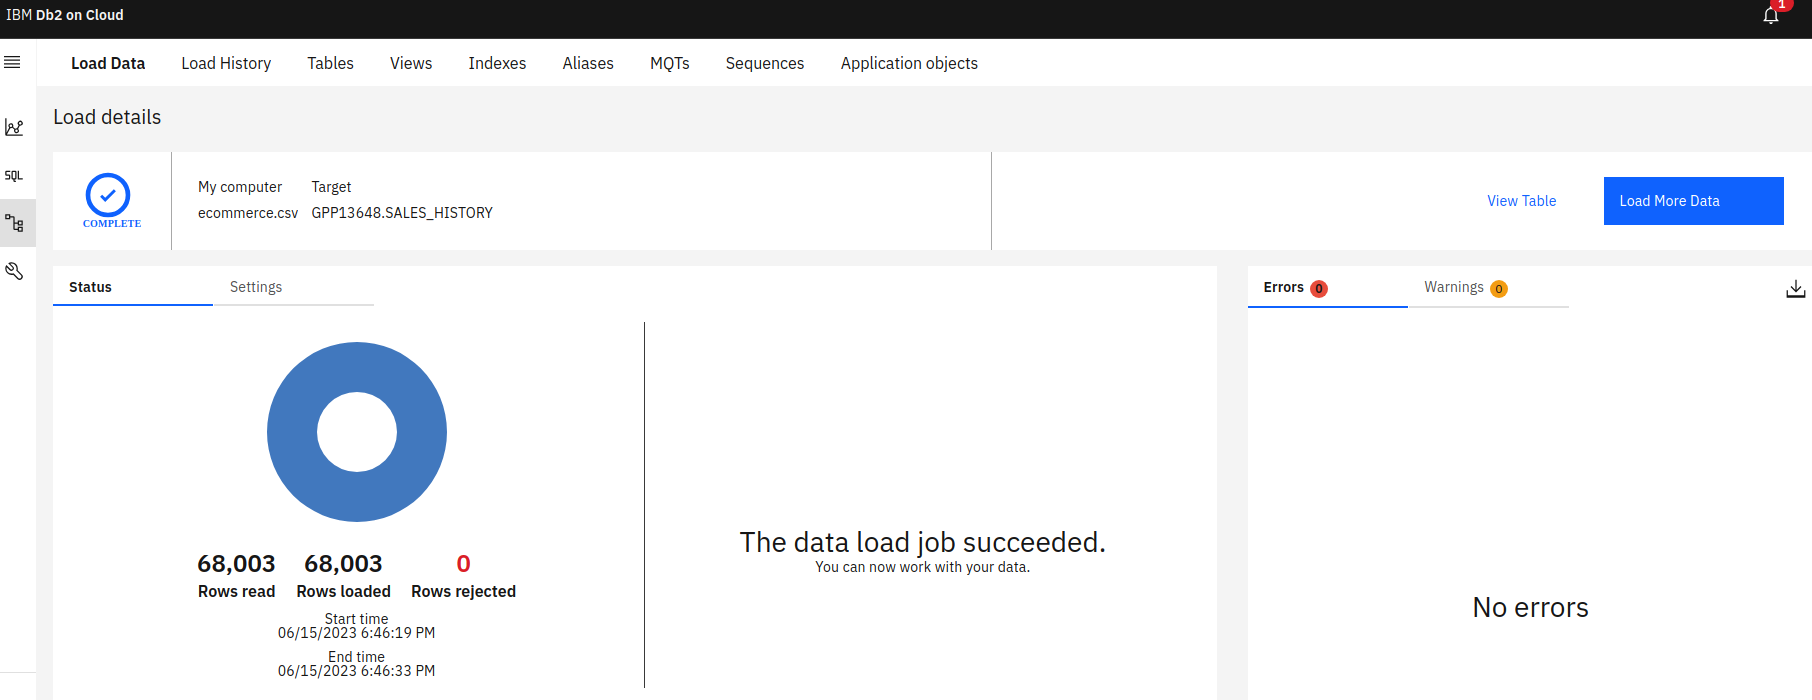 IBM Db2 on Cloud
1
Load Data Load History Tables Views Indexes Aliases MQTs Sequences Application objects
SQL
Load details
COMPLETE
My computer Target
ecommerce.csv GPP13648.SALES_HISTORY
View Table
Load More Data
Status Settings
68,003 68,003 0
Rows read Rows loaded Rows rejected
Start time
06/15/2023 6:46:19 PM
End time
06/15/2023 6:46:33 PM
The data load job succeeded.
You can now work with your data.
Errors 0 Warnings 0
No errors